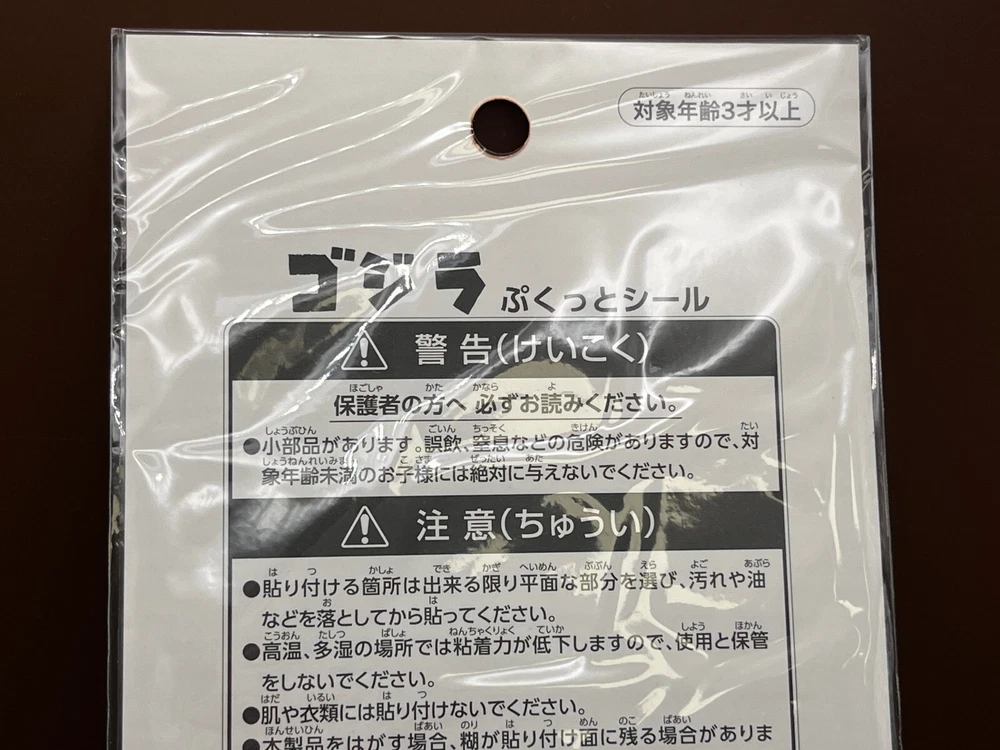 対象年齢3才以上
ゴジラ ぷくっとシール
警告(けいこく)
保護者の方へ 必ずお読みください。
●小部品があります。誤飲、窒息などの危険がありますので、対
象年齢未満のお子様には絶対に与えないでください。
注意(ちゅうい)
●貼り付ける箇所は出来る限り平面な部分を選び、汚れや油
などを落としてから貼ってください。
●高温、多湿の場所では粘着力が低下しますので、使用と保管
をしないでください。
●肌や衣類には貼り付けないでください。
●本製品をはがす場合、糊が貼り付け面に残る場合がありま